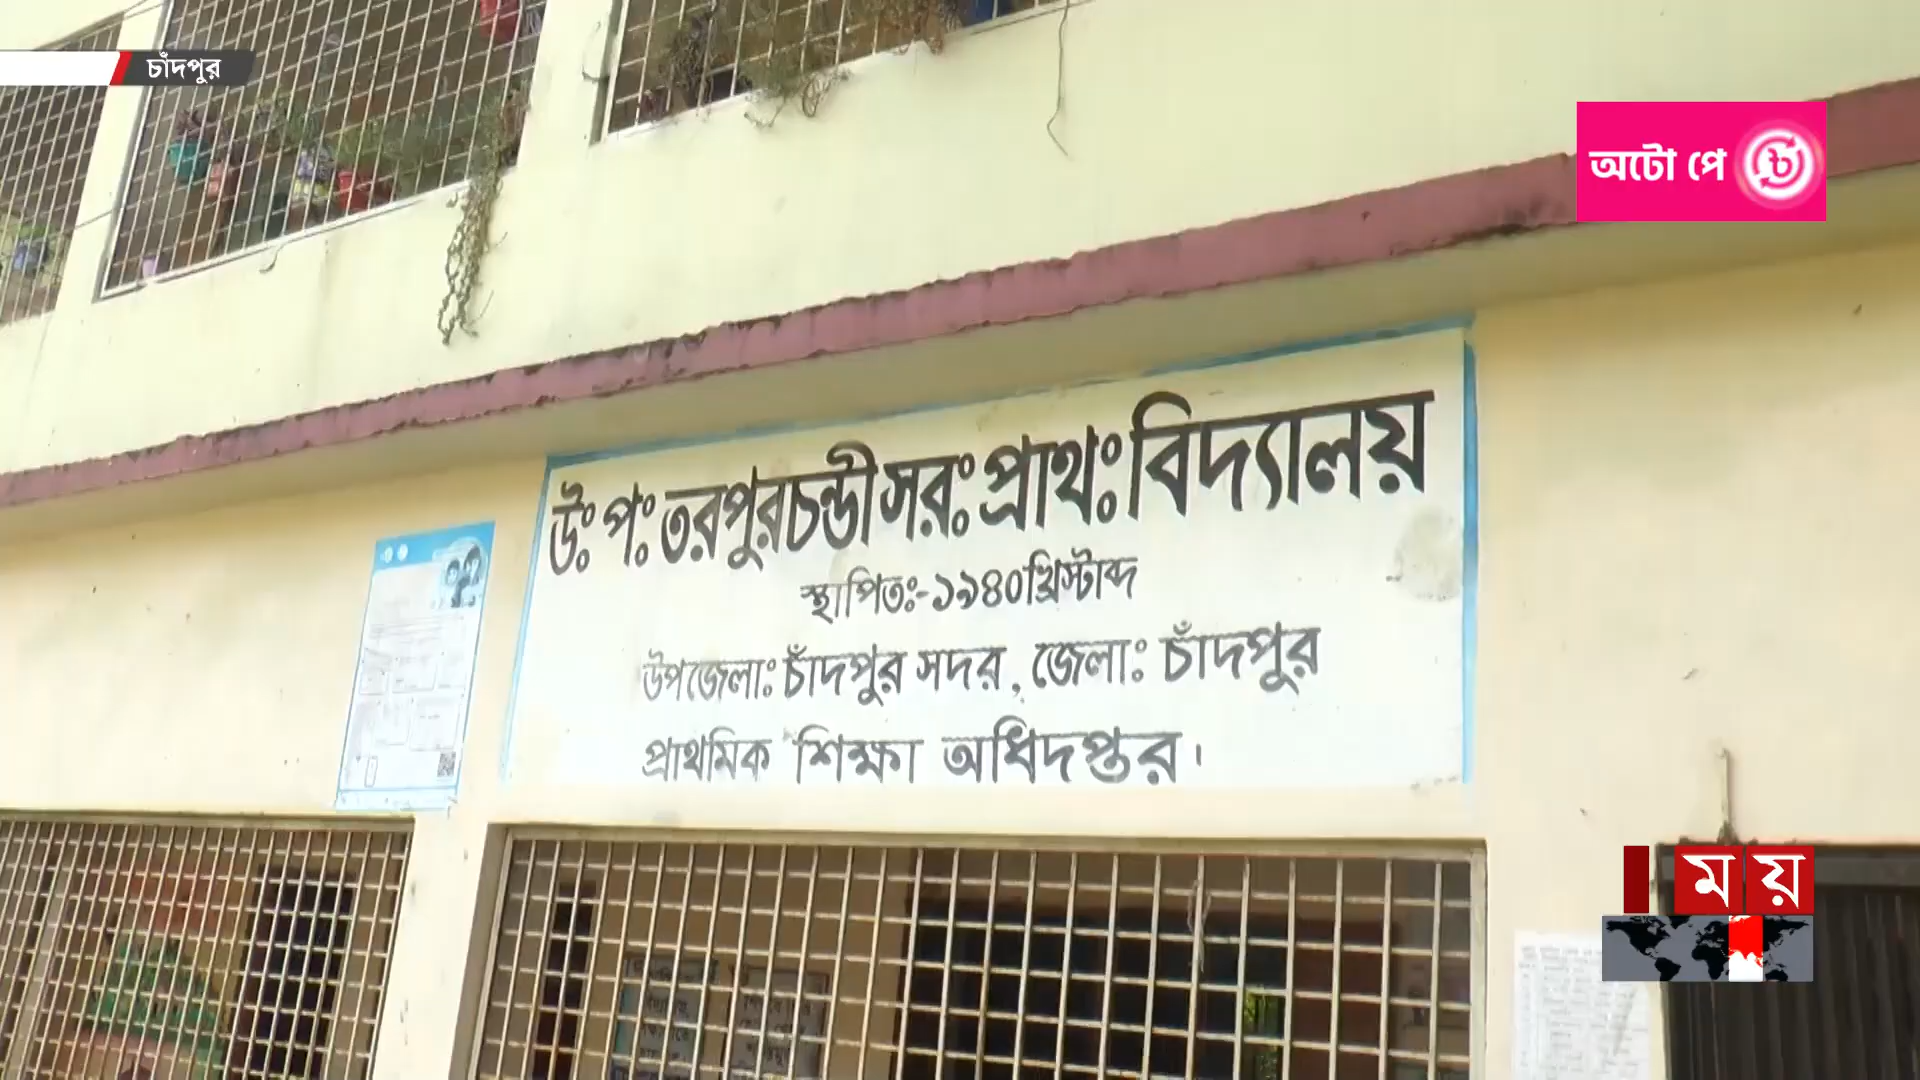 চাঁদপুর
অটো পে
উঃ পঃ তরপুরচন্ডী সরঃ প্রাথঃ বিদ্যালয়
স্থাপিতঃ-১৯৪০খ্রিস্টাব্দ
উপজেলাঃ চাঁদপুর সদর, জেলাঃ চাঁদপুর
প্রাথমিক শিক্ষা অধিদপ্তর।
ময়